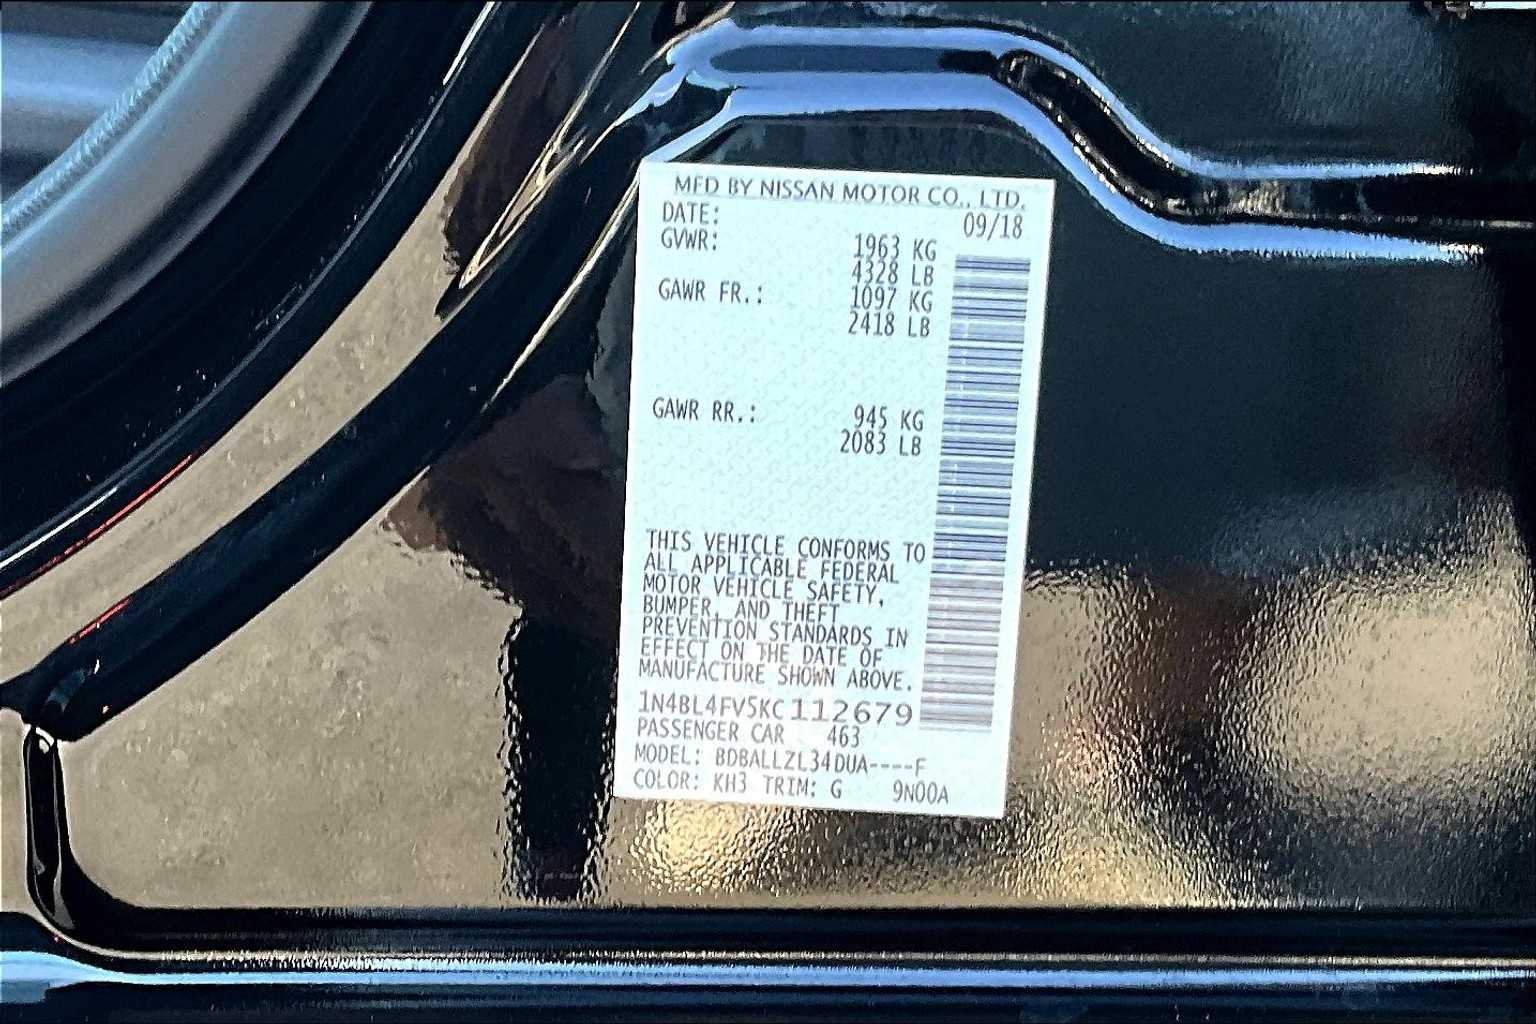 MFD BY NISSAN MOTOR CO., LTD.
DATE: 09/18
GVWR: 1963 KG
4328 LB
GAWR FR.: 1097 KG
2418 LB
GAWR RR.: 945 KG
2083 LB
THIS VEHICLE CONFORMS TO
ALL APPLICABLE FEDERAL
MOTOR VEHICLE SAFETY,
BUMPER, AND THEFT
PREVENTION STANDARDS IN
EFFECT ON THE DATE OF
MANUFACTURE SHOWN ABOVE.
1N4BL4FV5KC112679
PASSENGER CAR 463
MODEL: BDBALLZL34DUA----F
COLOR: KH3 TRIM: G 9N00A